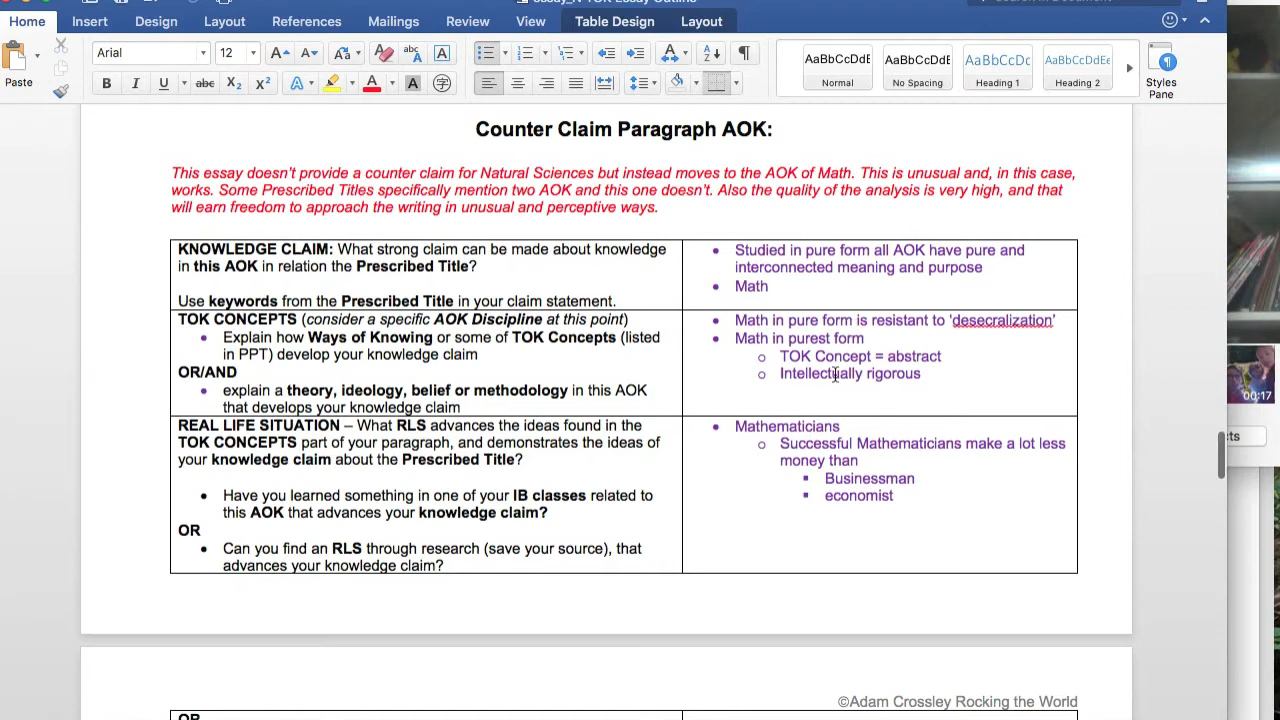 essay_N TOK Essay Outline
Home Insert Design Layout References Mailings Review View Table Design Layout
Paste
Arial 12
AaBbCcDdE AaBbCcDdE AaBbCcDc AaBbCcDdEe
Normal No Spacing Heading 1 Heading 2
Styles
Pane
Counter Claim Paragraph AOK:
This essay doesn't provide a counter claim for Natural Sciences but instead moves to the AOK of Math. This is unusual and, in this case,
works. Some Prescribed Titles specifically mention two AOK and this one doesn't. Also the quality of the analysis is very high, and that
will earn freedom to approach the writing in unusual and perceptive ways.
KNOWLEDGE CLAIM: What strong claim can be made about knowledge
in this AOK in relation the Prescribed Title?
Use keywords from the Prescribed Title in your claim statement.
• Studied in pure form all AOK have pure and
interconnected meaning and purpose
• Math
TOK CONCEPTS (consider a specific AOK Discipline at this point)
• Explain how Ways of Knowing or some of TOK Concepts (listed
in PPT) develop your knowledge claim
OR/AND
• explain a theory, ideology, belief or methodology in this AOK
that develops your knowledge claim
• Math in pure form is resistant to 'desecralization'
• Math in purest form
o TOK Concept = abstract
o Intellectually rigorous
REAL LIFE SITUATION – What RLS advances the ideas found in the
TOK CONCEPTS part of your paragraph, and demonstrates the ideas of
your knowledge claim about the Prescribed Title?
• Have you learned something in one of your IB classes related to
this AOK that advances your knowledge claim?
OR
• Can you find an RLS through research (save your source), that
advances your knowledge claim?
• Mathematicians
o Successful Mathematicians make a lot less
money than
▪ Businessman
▪ economist
00:17
cts
©Adam Crossley Rocking the World
OR